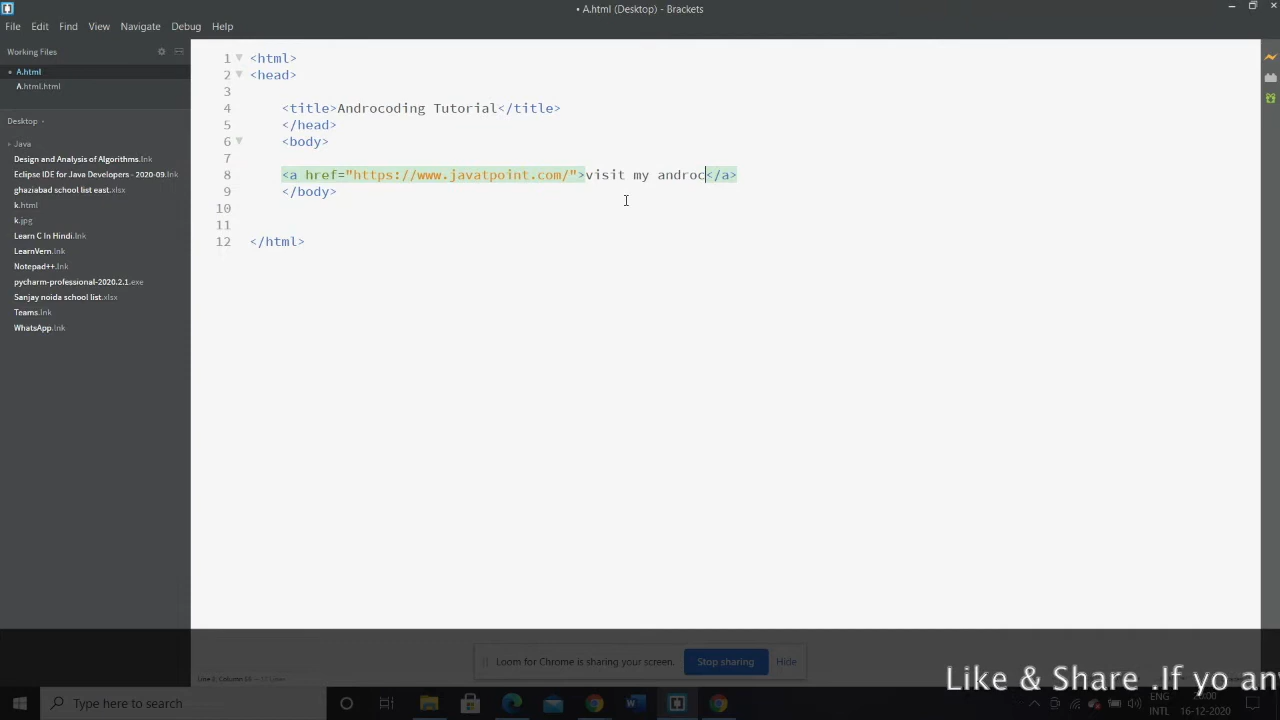 • A.html (Desktop) - Brackets
File Edit Find View Navigate Debug Help
Working Files
• A.html
A.html.html
Desktop
Java
Design and Analysis of Algorithms.lnk
Eclipse IDE for Java Developers - 2020-09.lnk
ghaziabad school list east.xlsx
k.html
k.jpg
Learn C In Hindi.lnk
LearnVern.lnk
Notepad++.lnk
pycharm-professional-2020.2.1.exe
Sanjay noida school list.xlsx
Teams.lnk
WhatsApp.lnk
1 <html>
2 <head>
3
4 <title>Androcoding Tutorial</title>
5 </head>
6 <body>
7
8 <a href="https://www.javatpoint.com/">visit my androc</a>
9 </body>
10
11
12 </html>
Loom for Chrome is sharing your screen. Stop sharing Hide
Like & Share .If yo an
Type here to search
ENG
INTL 16-12-2020